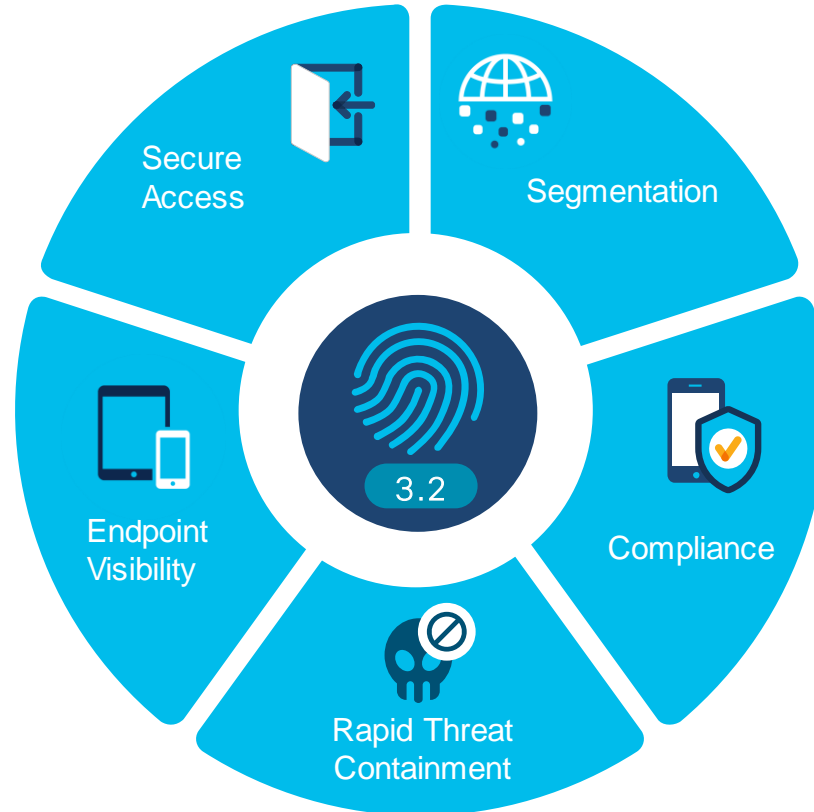 Secure
Access
Segmentation
3.2
Endpoint
Visibility
Compliance
Rapid Threat
Containment